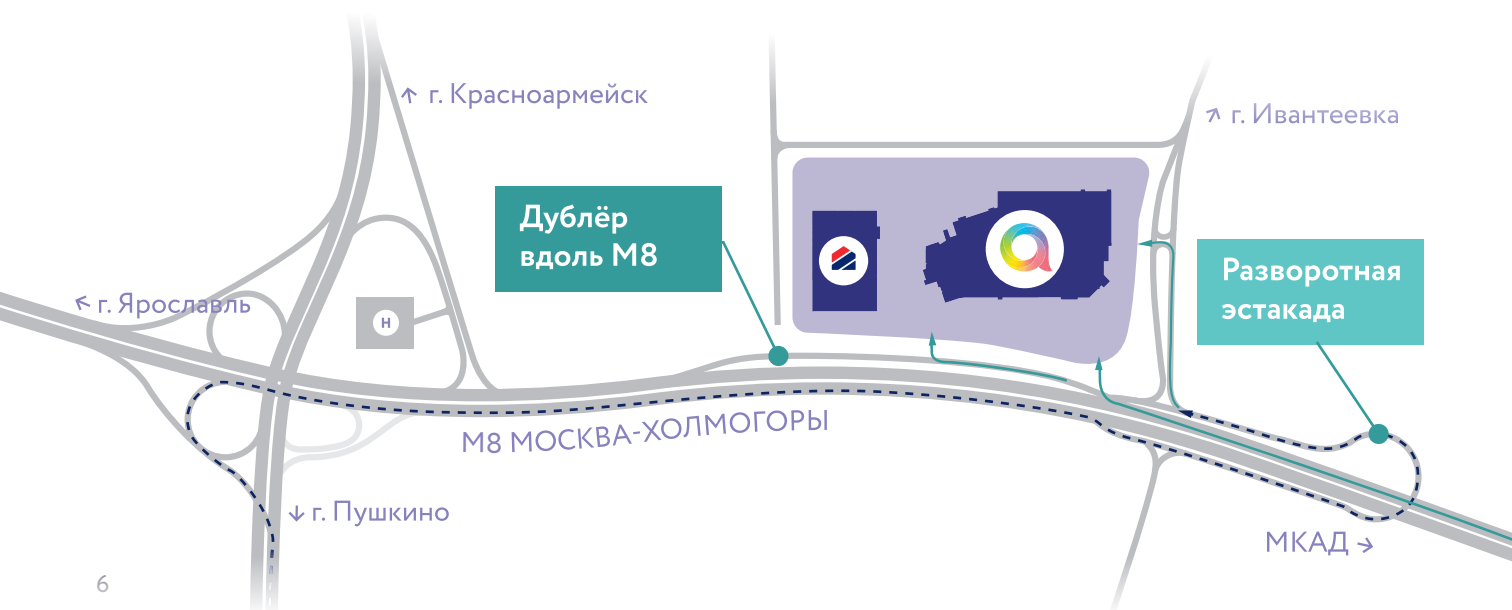 г. Красноармейск
г. Ивантеевка
Дублёр
вдоль М8
Разворотная
эстакада
г. Ярославль
Н
М8 МОСКВА-ХОЛМОГОРЫ
г. Пушкино
МКАД
6